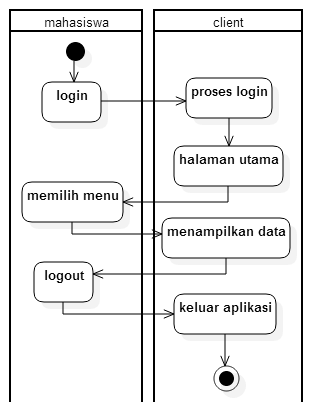 mahasiswa
client
login
proses login
halaman utama
memilih menu
menampilkan data
logout
keluar aplikasi